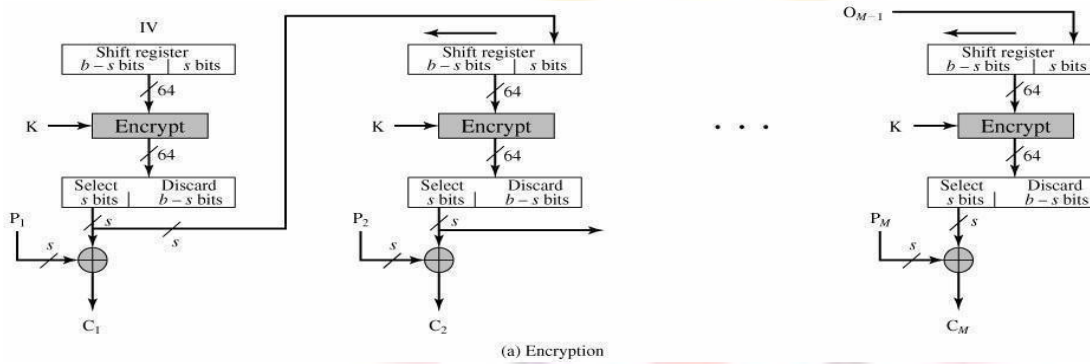 IV
Shift register
b – s bits | s bits
64
K
Encrypt
64
Select
s bits
Discard
b – s bits
P1
s
s
s
C1
Shift register
b – s bits | s bits
64
K
Encrypt
64
Select
s bits
Discard
b – s bits
P2
s
s
C2
. . .
OM–1
Shift register
b – s bits | s bits
64
K
Encrypt
64
Select
s bits
Discard
b – s bits
PM
s
s
CM
(a) Encryption